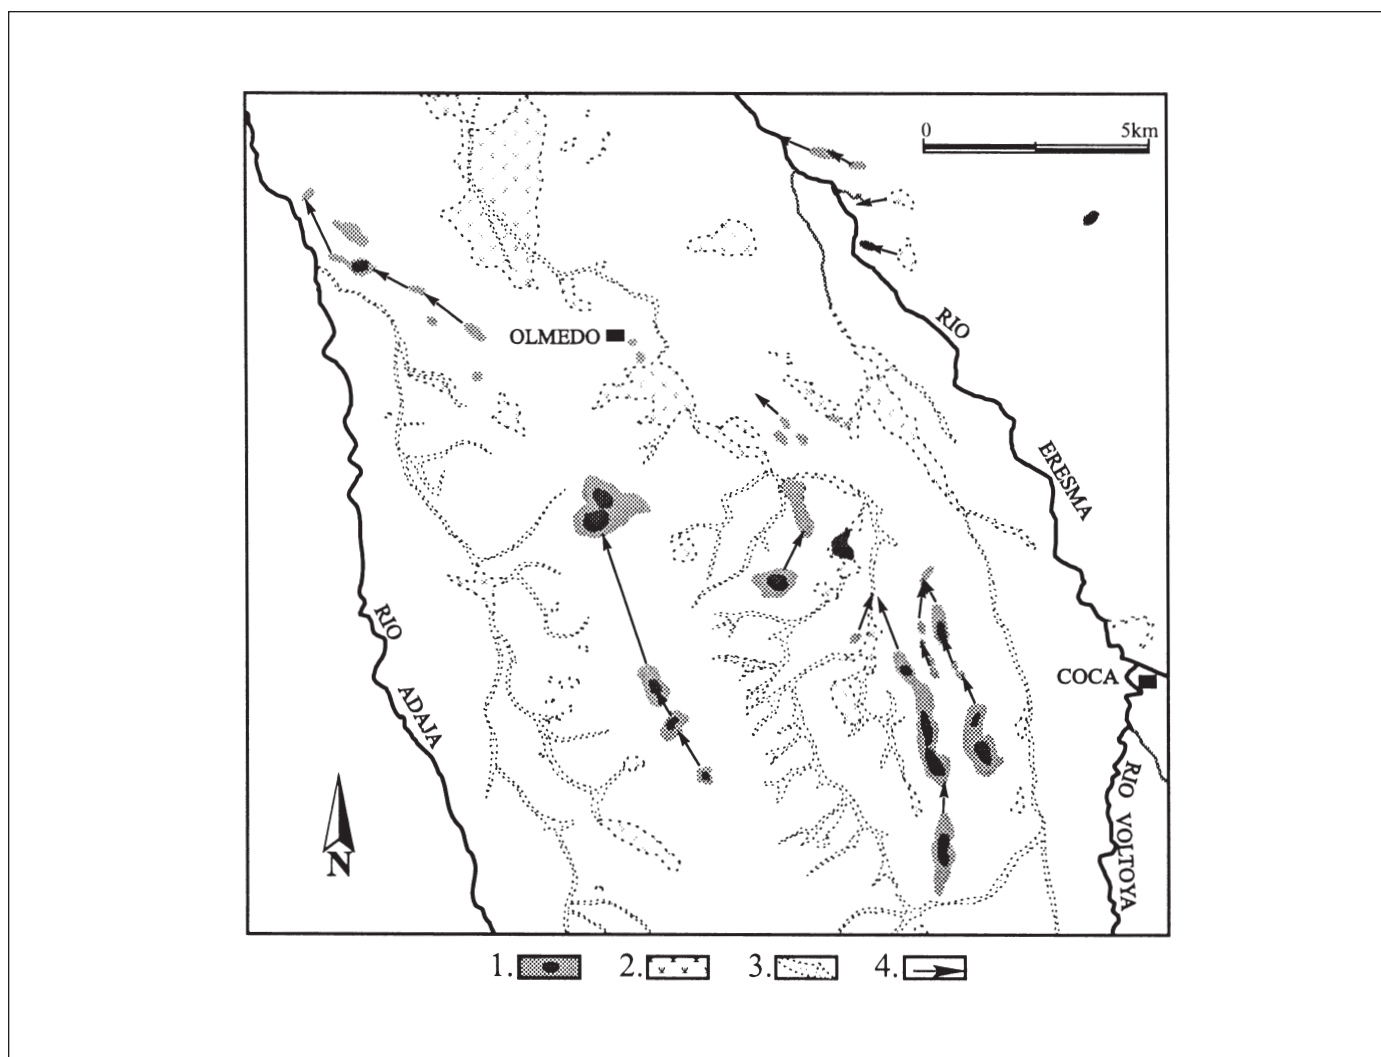 0 5km
RIO
OLMEDO
ERESMA
RIO
COCA
ADAJA
RIO VOLTOYA
N
1. 2. 3. 4.